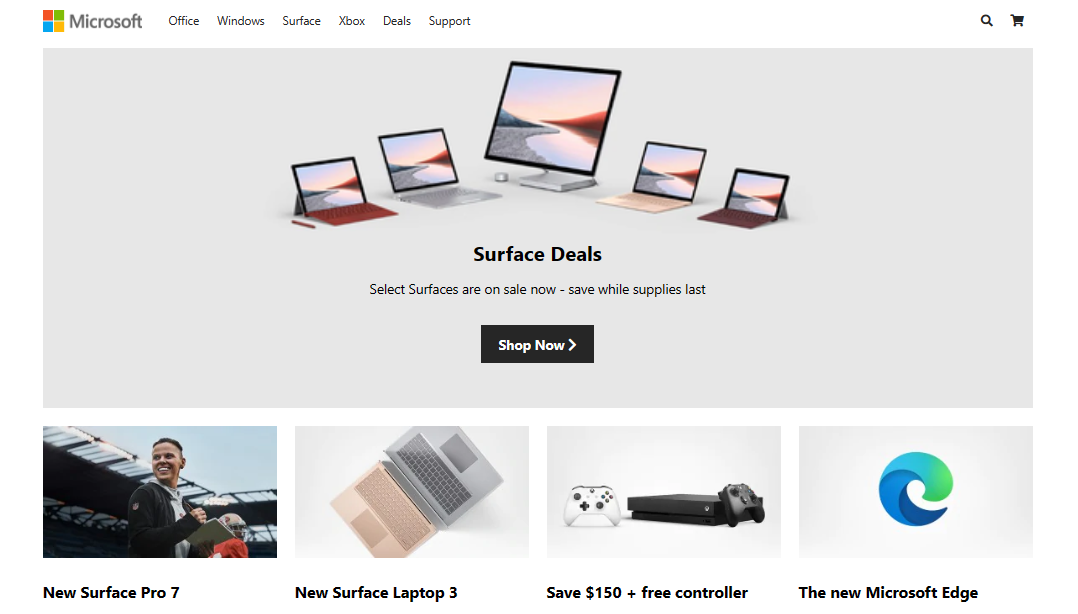 Microsoft Office Windows Surface Xbox Deals Support
Surface Deals
Select Surfaces are on sale now - save while supplies last
Shop Now
New Surface Pro 7
New Surface Laptop 3
Save $150 + free controller
The new Microsoft Edge